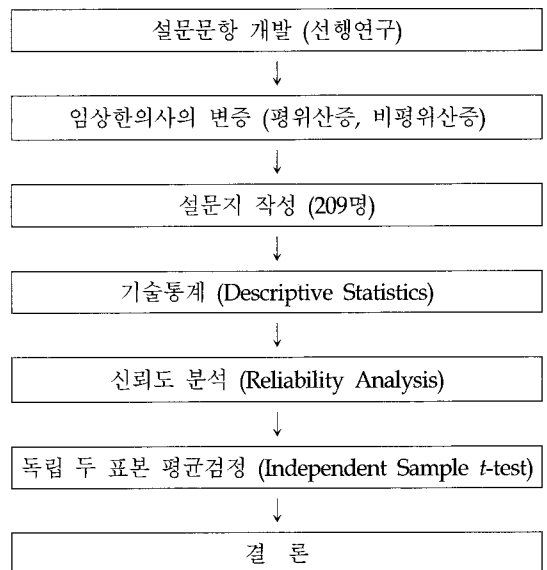 설문문항 개발 (선행연구)
↓
임상한의사의 변증 (평위산증, 비평위산증)
↓
설문지 작성 (209명)
↓
기술통계 (Descriptive Statistics)
↓
신뢰도 분석 (Reliability Analysis)
↓
독립 두 표본 평균검정 (Independent Sample t-test)
↓
결 론